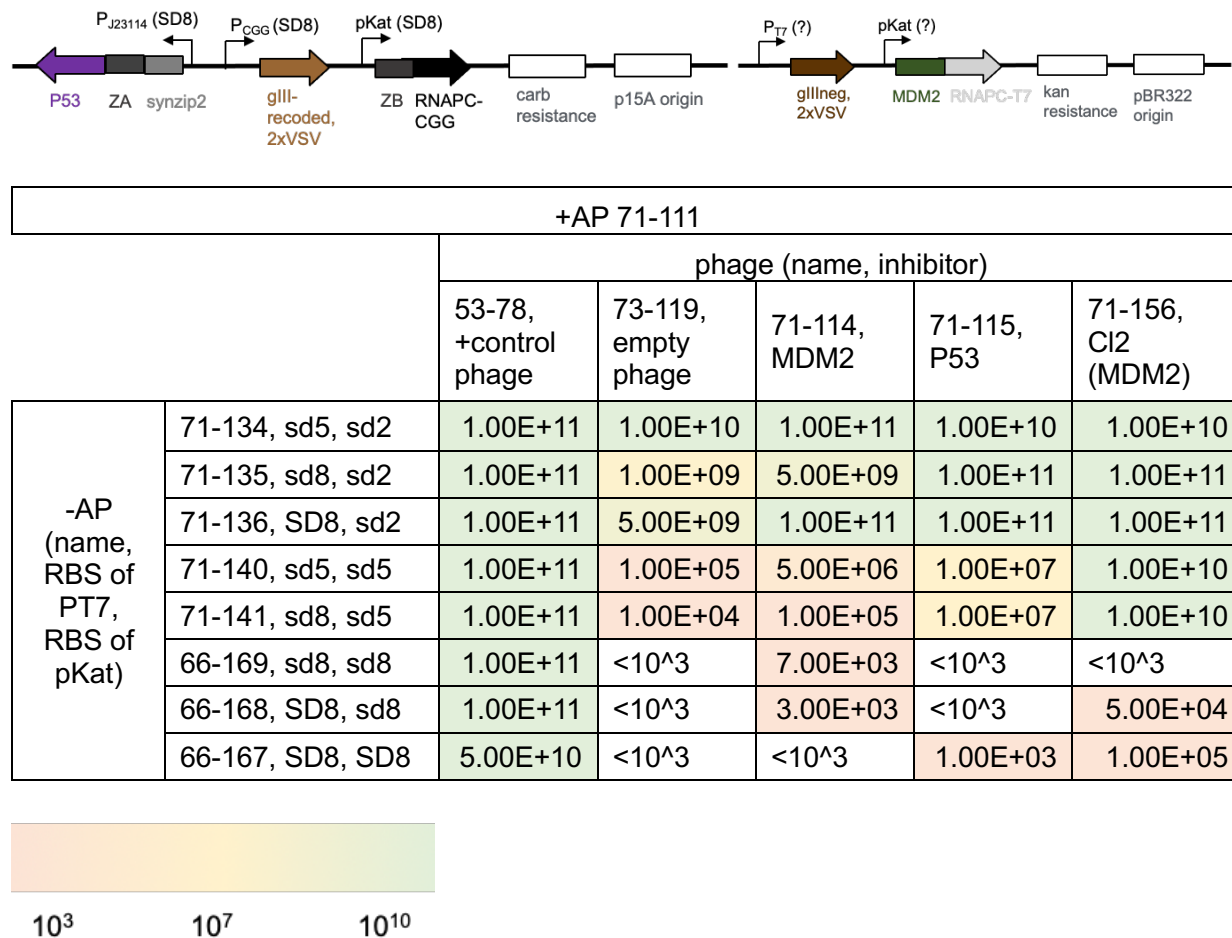 P_J23114 (SD8)
P_CGG (SD8)
pKat (SD8)
P53
ZA
synzip2
gIII-
recoded,
2xVSV
ZB
RNAPC-
CGG
carb
resistance
p15A origin
P_T7 (?)
pKat (?)
gIIIneg,
2xVSV
MDM2
RNAPC-T7
kan
resistance
pBR322
origin
+AP 71-111
phage (name, inhibitor)
53-78,
+control
phage
73-119,
empty
phage
71-114,
MDM2
71-115,
P53
71-156,
CI2
(MDM2)
-AP
(name,
RBS of
PT7,
RBS of
pKat)
71-134, sd5, sd2 1.00E+11 1.00E+10 1.00E+11 1.00E+10 1.00E+10
71-135, sd8, sd2 1.00E+11 1.00E+09 5.00E+09 1.00E+11 1.00E+11
71-136, SD8, sd2 1.00E+11 5.00E+09 1.00E+11 1.00E+11 1.00E+11
71-140, sd5, sd5 1.00E+11 1.00E+05 5.00E+06 1.00E+07 1.00E+10
71-141, sd8, sd5 1.00E+11 1.00E+04 1.00E+05 1.00E+07 1.00E+10
66-169, sd8, sd8 1.00E+11 <10^3 7.00E+03 <10^3 <10^3
66-168, SD8, sd8 1.00E+11 <10^3 3.00E+03 <10^3 5.00E+04
66-167, SD8, SD8 5.00E+10 <10^3 <10^3 1.00E+03 1.00E+05
10³ 10⁷ 10¹⁰